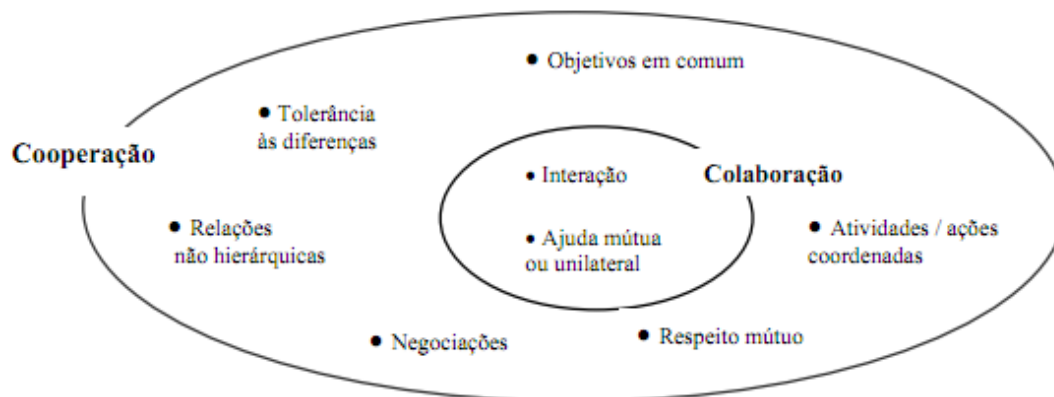 ● Objetivos em comum
● Tolerância
às diferenças
Cooperação
● Interação
Colaboração
● Relações
não hierárquicas
● Ajuda mútua
ou unilateral
● Atividades / ações
coordenadas
● Negociações
● Respeito mútuo